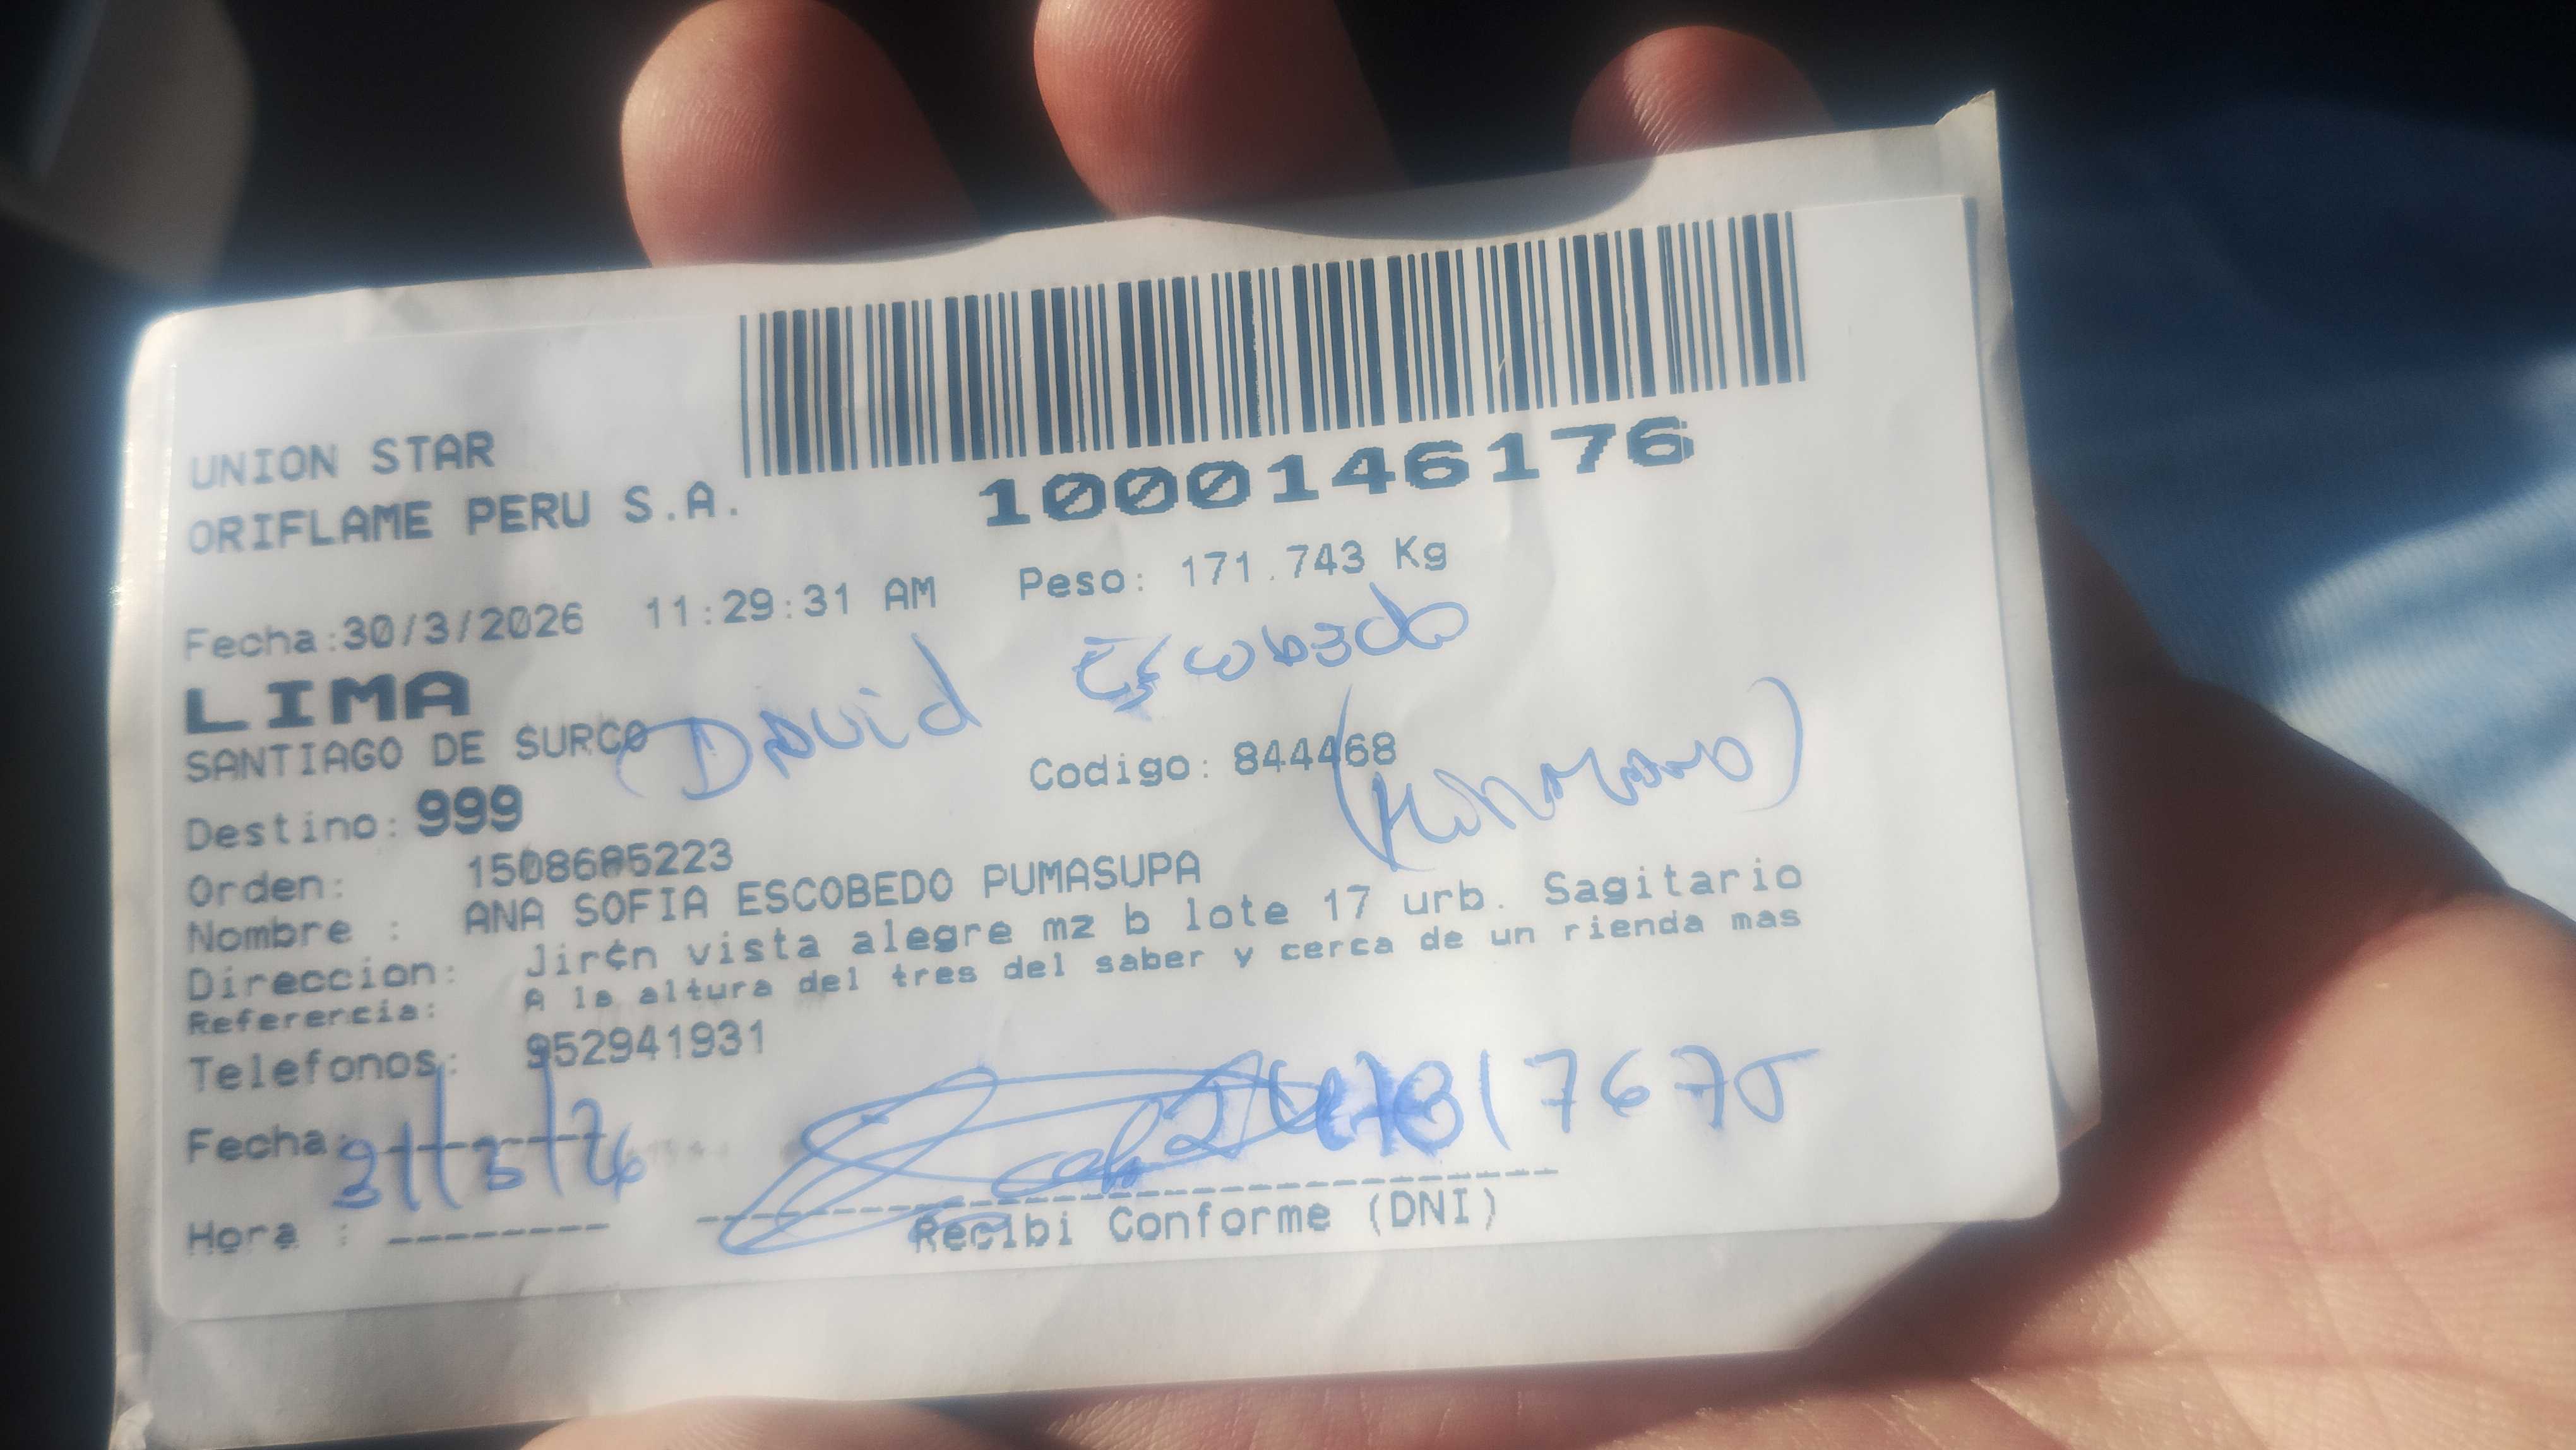 UNION STAR
ORIFLAME PERU S.A.
1000146176
Fecha:30/3/2026 11:29:31 AM Peso: 171.743 Kg
LIMA
David Escobedo
SANTIAGO DE SURCO
Codigo: 844468
(Hermano)
Destino: 999
Orden: 1508605223
Nombre : ANA SOFIA ESCOBEDO PUMASUPA
Direccion: Jir¢n vista alegre mz b lote 17 urb. Sagitario
Referencia: A la altura del tres del saber y cerca de un rienda mas
Telefonos: 952941931
Fecha: 31/3/26
Hora : --------
Recibi Conforme (DNI)